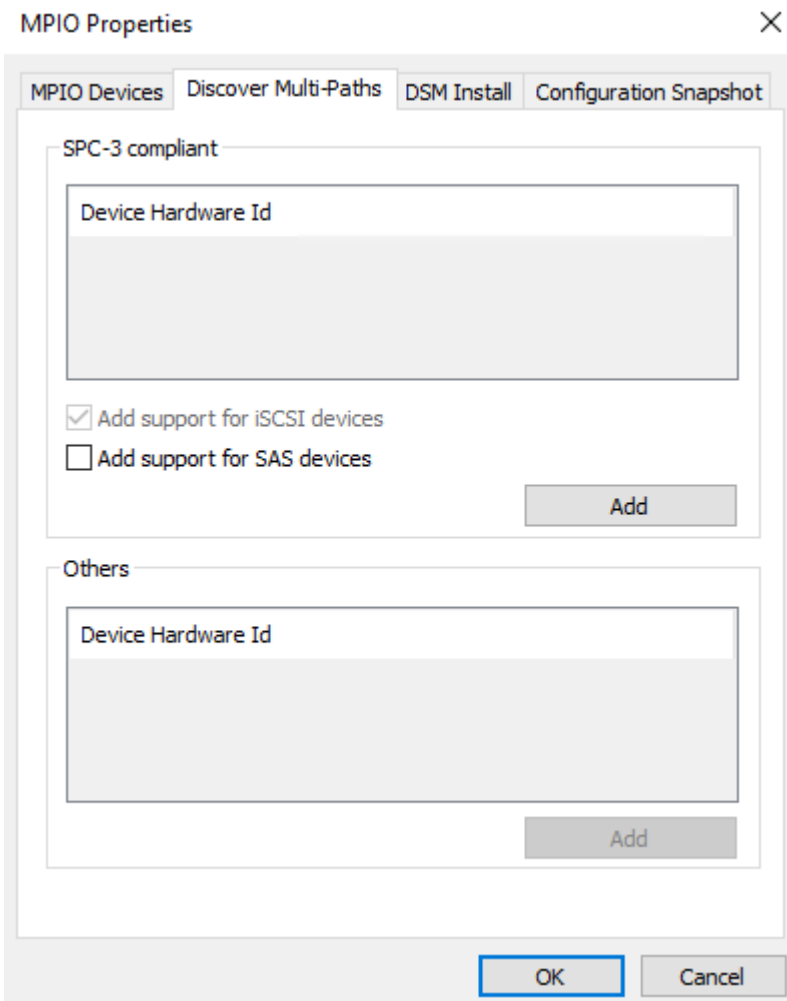 MPIO Properties
MPIO Devices Discover Multi-Paths DSM Install Configuration Snapshot
SPC-3 compliant
Device Hardware Id
Add support for iSCSI devices
Add support for SAS devices
Add
Others
Device Hardware Id
Add
OK Cancel